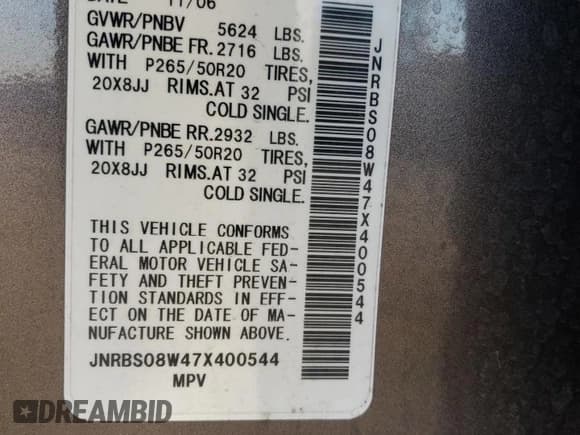 DATE 11/06
GVWR/PNBV 5624 LBS.
GAWR/PNBE FR. 2716 LBS.
WITH P265/50R20 TIRES,
20X8JJ RIMS.AT 32 PSI
COLD SINGLE.
GAWR/PNBE RR. 2932 LBS.
WITH P265/50R20 TIRES,
20X8JJ RIMS.AT 32 PSI
COLD SINGLE.
THIS VEHICLE CONFORMS
TO ALL APPLICABLE FED-
ERAL MOTOR VEHICLE SA-
FETY AND THEFT PREVEN-
TION STANDARDS IN EFF-
ECT ON THE DATE OF MA-
NUFACTURE SHOWN ABOVE.
JNRBS08W47X400544
MPV
JNRBS08W47X400544
DREAMBID